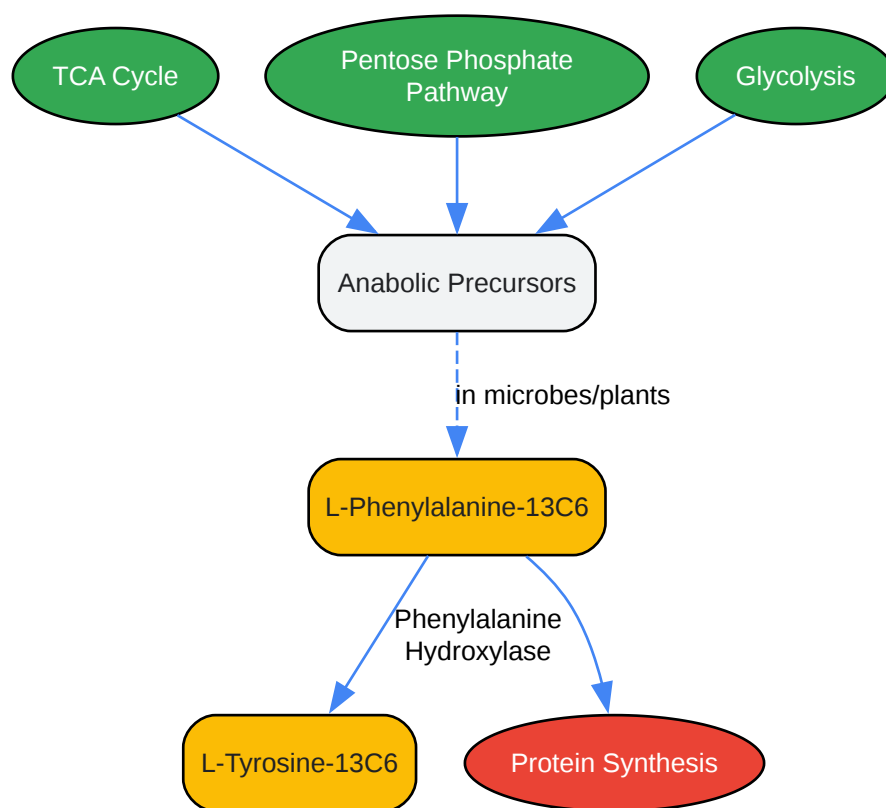 TCA Cycle
Pentose Phosphate
Pathway
Glycolysis
Anabolic Precursors
in microbes/plants
L-Phenylalanine-13C6
Phenylalanine
Hydroxylase
L-Tyrosine-13C6
Protein Synthesis